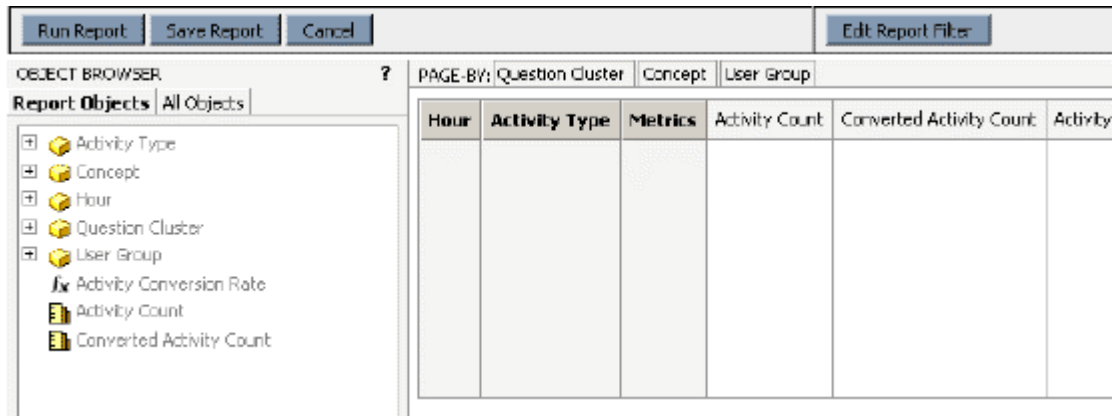 Run Report Save Report Cancel Edit Report Filter
OBJECT BROWSER ? PAGE-BY: Question Cluster Concept User Group
Report Objects All Objects
Hour Activity Type Metrics Activity Count Converted Activity Count Activity
Activity Type
Concept
Hour
Question Cluster
User Group
fx Activity Conversion Rate
Activity Count
Converted Activity Count